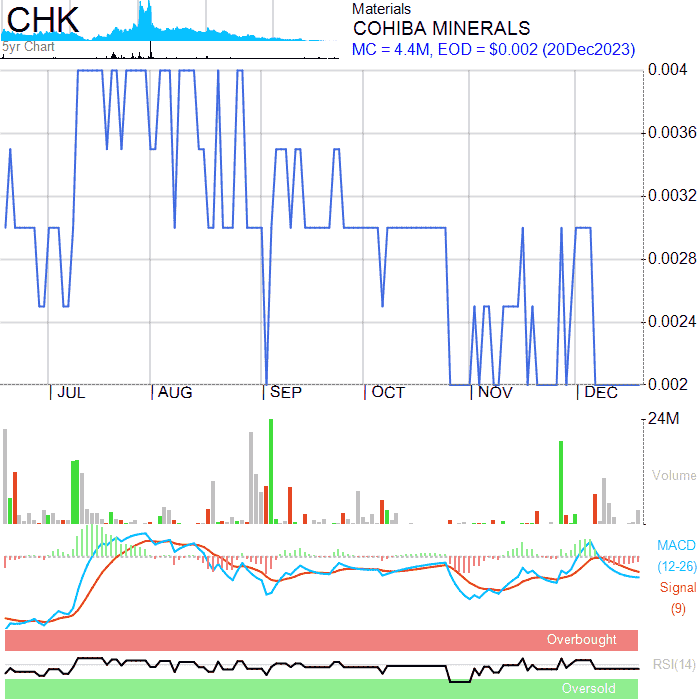 CHK
5yr Chart
Materials
COHIBA MINERALS
MC = 4.4M, EOD = $0.002 (20Dec2023)
0.004
0.0036
0.0032
0.0028
0.0024
0.002
JUL AUG SEP OCT NOV DEC
24M
Volume
MACD
(12-26)
Signal
(9)
Overbought
RSI(14)
Oversold